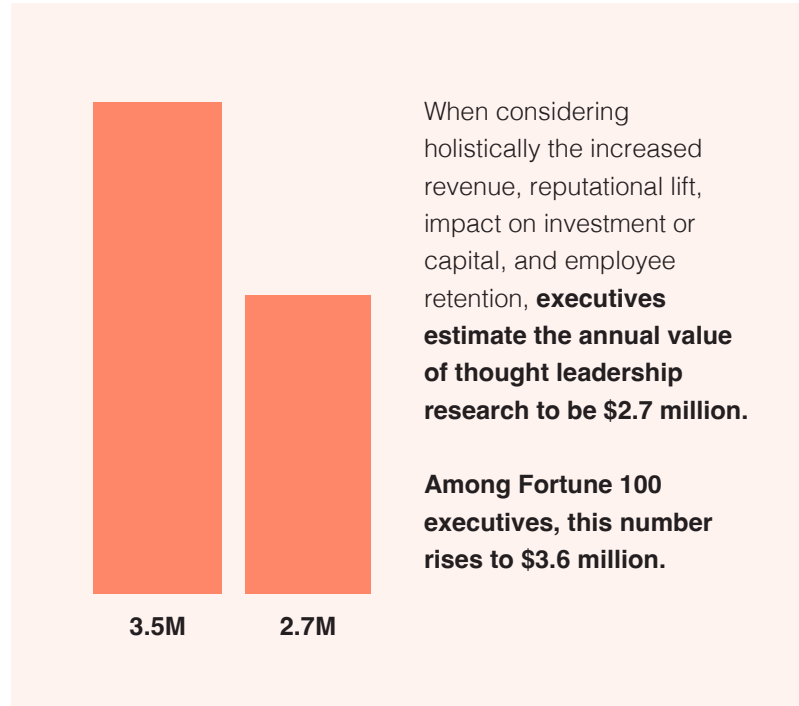 When considering
holistically the increased
revenue, reputational lift,
impact on investment or
capital, and employee
retention, executives
estimate the annual value
of thought leadership
research to be $2.7 million.
Among Fortune 100
executives, this number
rises to $3.6 million.
3.5M
2.7M